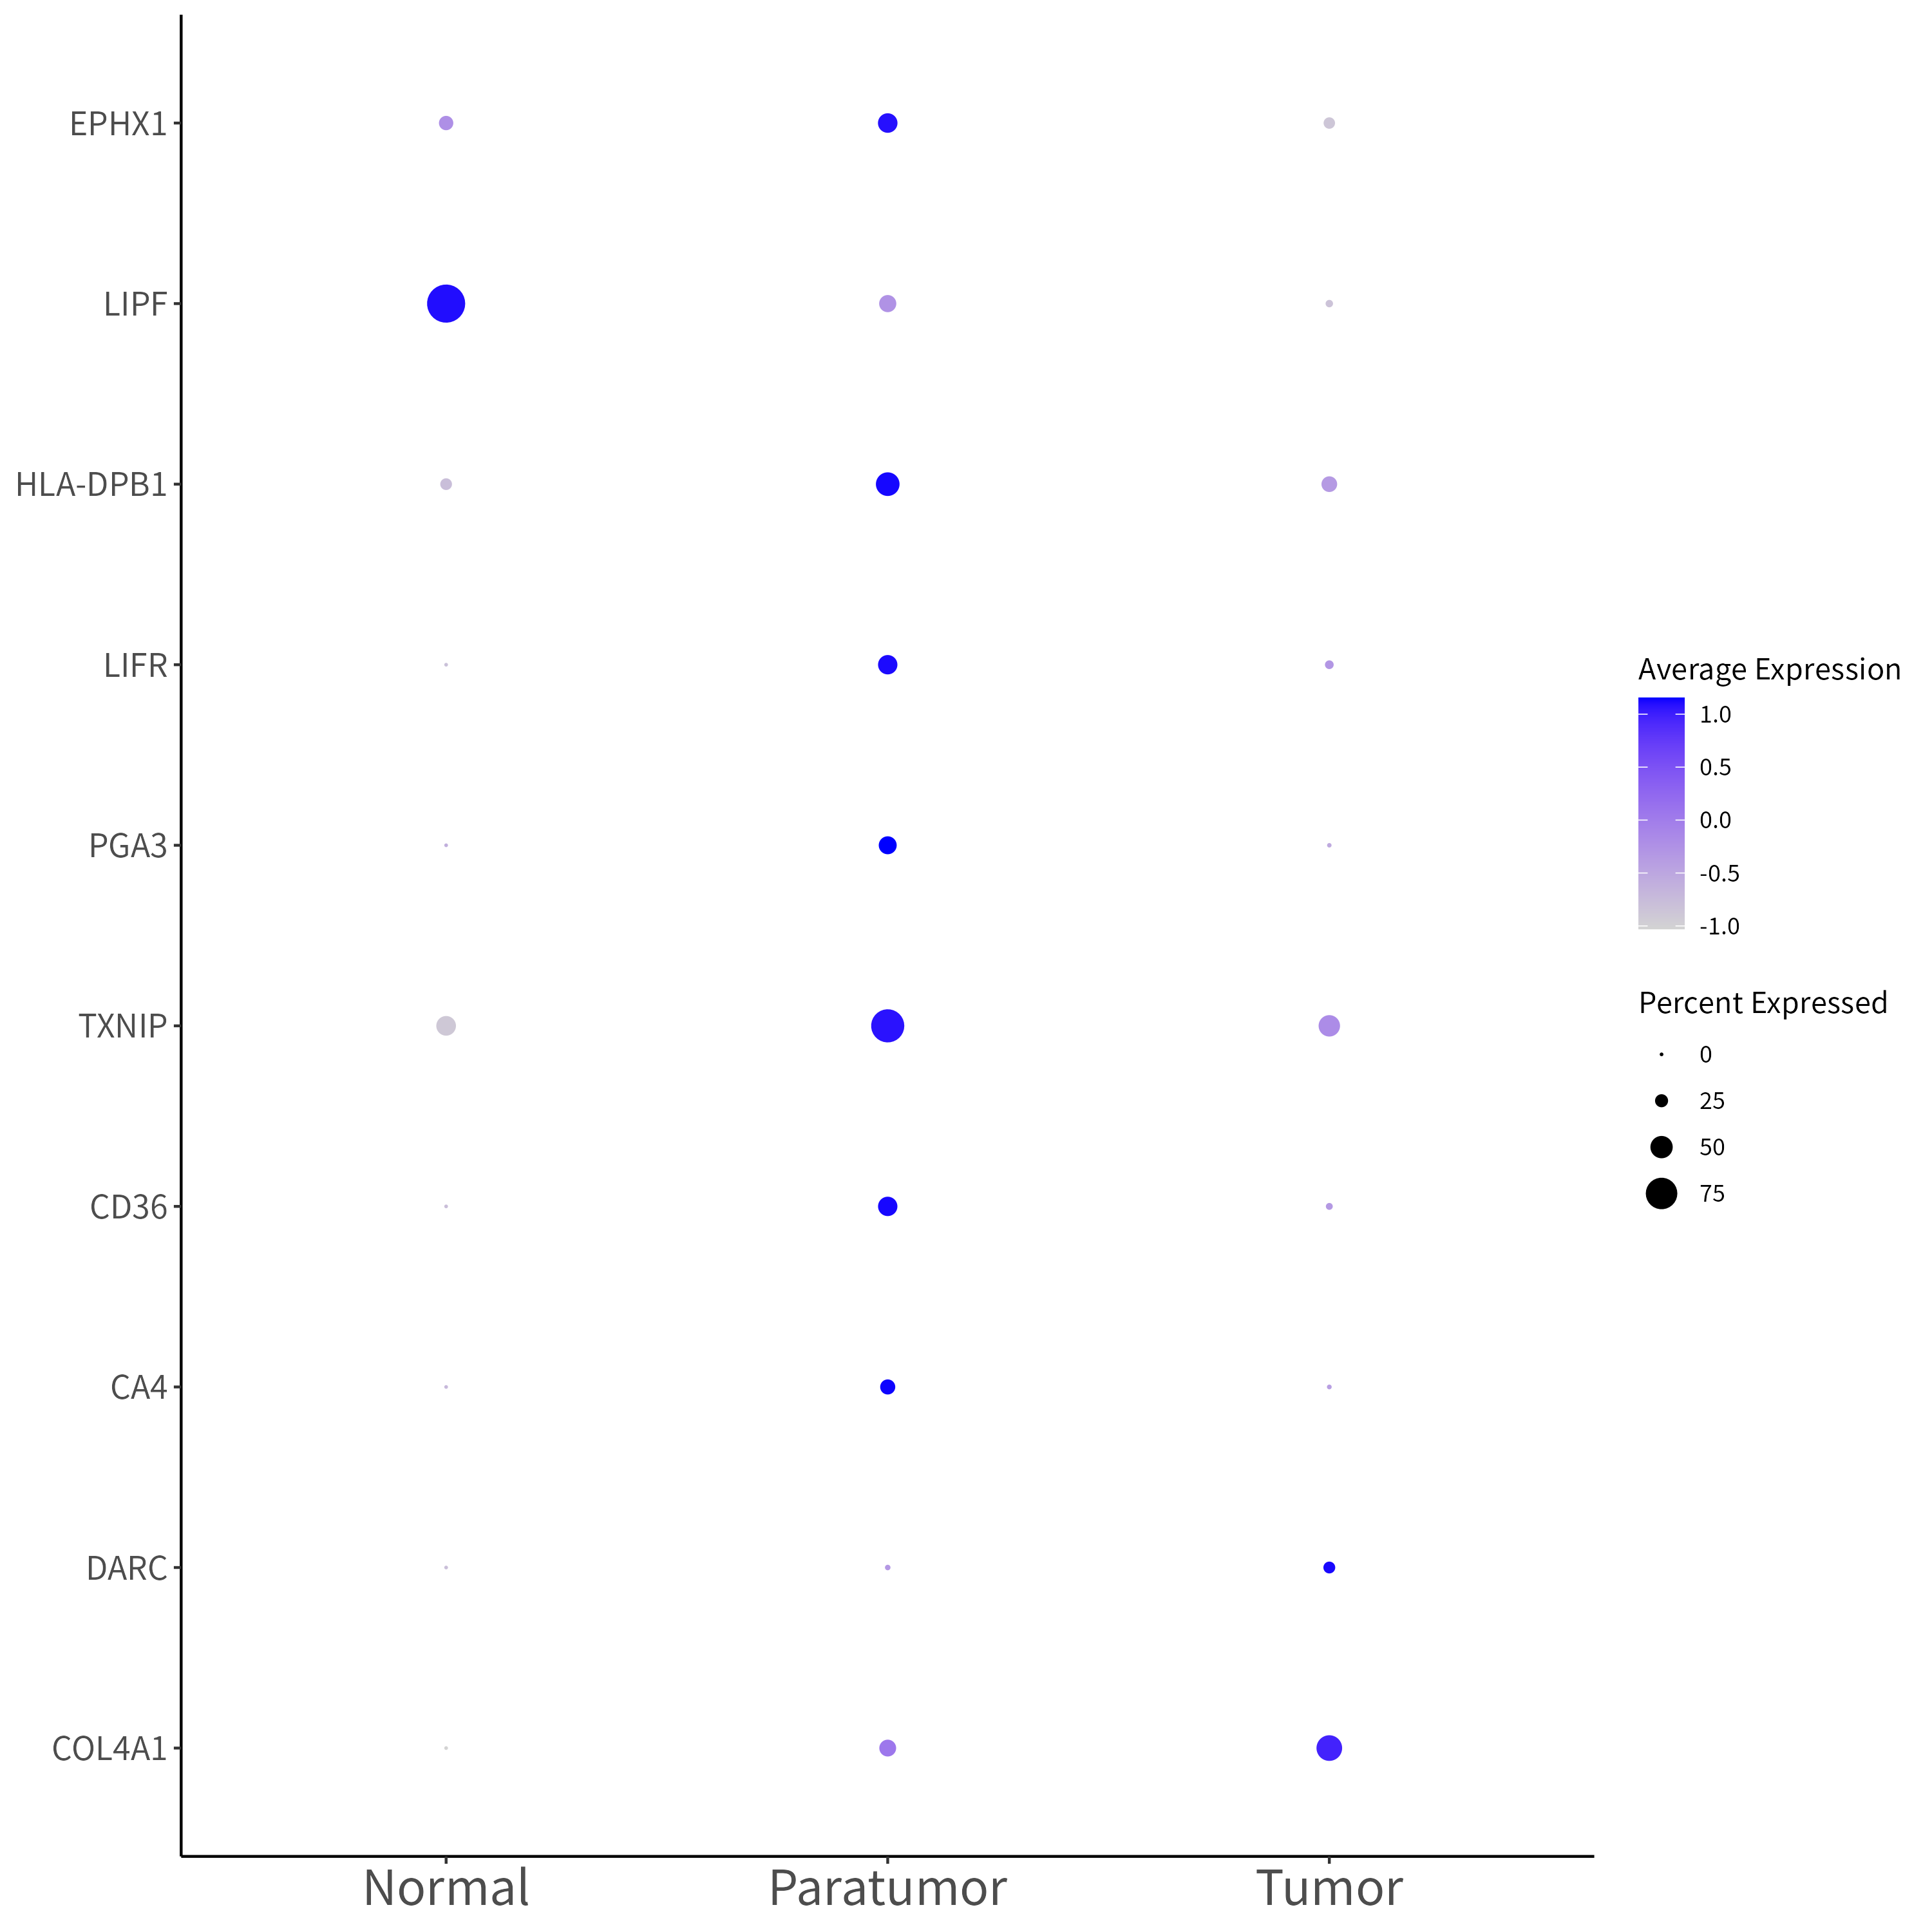 EPHX1
LIPF
HLA-DPB1
LIFR
PGA3
TXNIP
CD36
CA4
DARC
COL4A1
Normal Paratumor Tumor
Average Expression
1.0
0.5
0.0
-0.5
-1.0
Percent Expressed
0
25
50
75